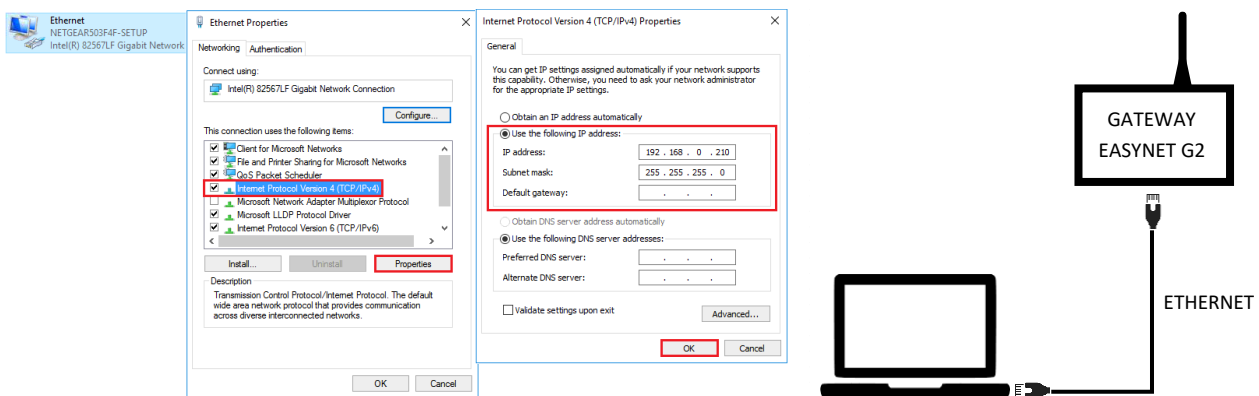 Ethernet
NETGEAR503F4F-SETUP
Intel(R) 82567LF Gigabit Network
Ethernet Properties
Networking
Authentication
Connect using:
Intel(R) 82567LF Gigabit Network Connection
Configure...
This connection uses the following items:
Client for Microsoft Networks
File and Printer Sharing for Microsoft Networks
QoS Packet Scheduler
Internet Protocol Version 4 (TCP/IPv4)
Microsoft Network Adapter Multiplexor Protocol
Microsoft LLDP Protocol Driver
Internet Protocol Version 6 (TCP/IPv6)
Install...
Uninstall
Properties
Description
Transmission Control Protocol/Internet Protocol. The default
wide area network protocol that provides communication
across diverse interconnected networks.
OK
Cancel
Internet Protocol Version 4 (TCP/IPv4) Properties
General
You can get IP settings assigned automatically if your network supports
this capability. Otherwise, you need to ask your network administrator
for the appropriate IP settings.
Obtain an IP address automatically
Use the following IP address:
IP address:
192 . 168 . 0 . 210
Subnet mask:
255 . 255 . 255 . 0
Default gateway:
. . .
Obtain DNS server address automatically
Use the following DNS server addresses:
Preferred DNS server:
. . .
Alternate DNS server:
. . .
Validate settings upon exit
Advanced...
OK
Cancel
GATEWAY
EASYNET G2
ETHERNET